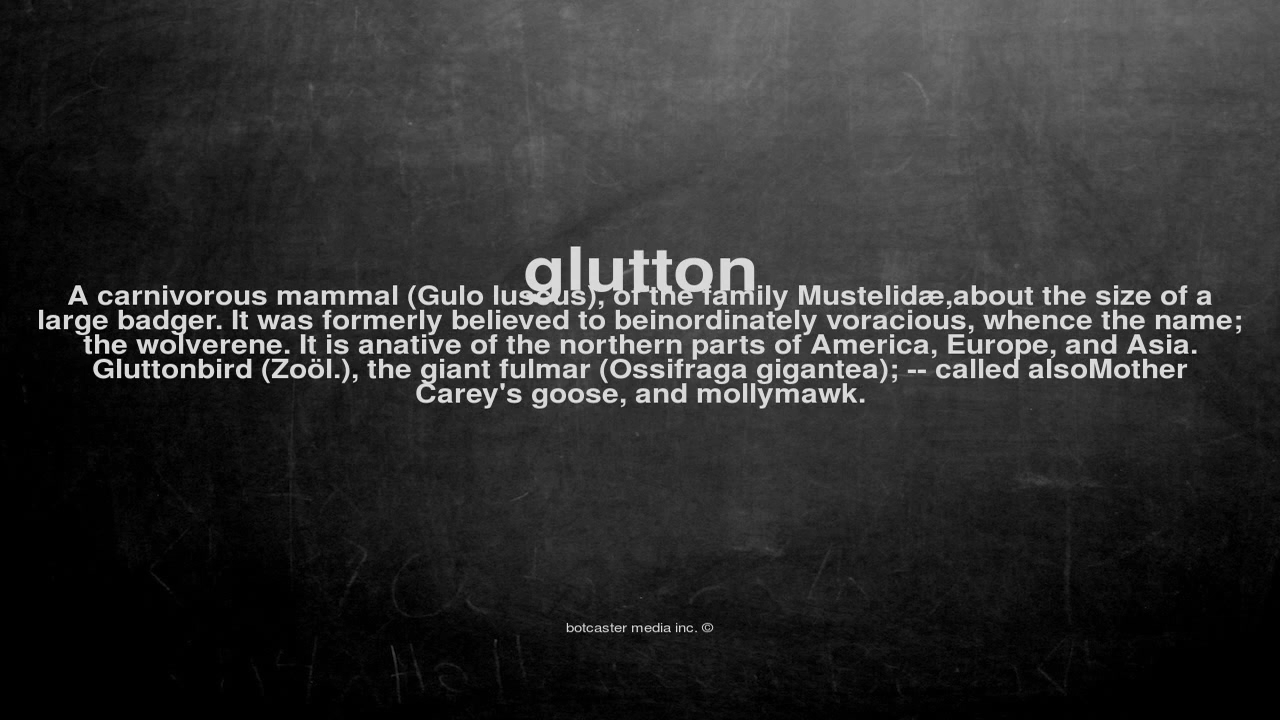 glutton
A carnivorous mammal (Gulo luscus), of the family Mustelidæ,about the size of a
large badger. It was formerly believed to beinordinately voracious, whence the name;
the wolverene. It is anative of the northern parts of America, Europe, and Asia.
Gluttonbird (Zoöl.), the giant fulmar (Ossifraga gigantea); -- called alsoMother
Carey's goose, and mollymawk.
botcaster media inc. ©